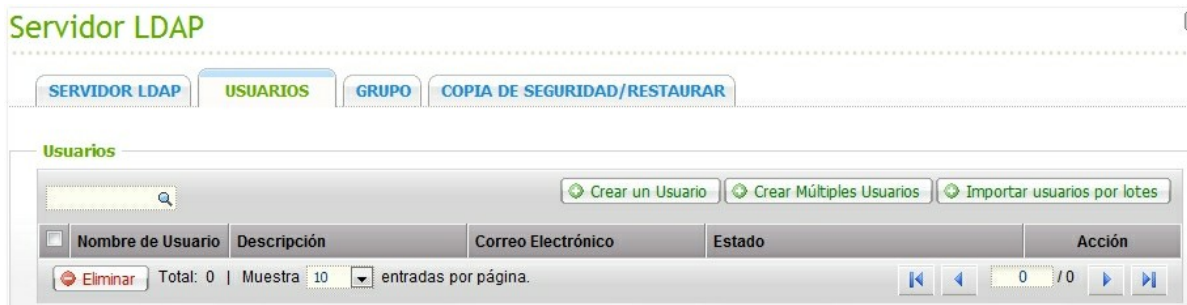 Servidor LDAP
SERVIDOR LDAP USUARIOS GRUPO COPIA DE SEGURIDAD/RESTAURAR
Usuarios
Crear un Usuario Crear Múltiples Usuarios Importar usuarios por lotes
Nombre de Usuario Descripción Correo Electrónico Estado Acción
Eliminar Total: 0 | Muestra 10 entradas por página. 0 / 0